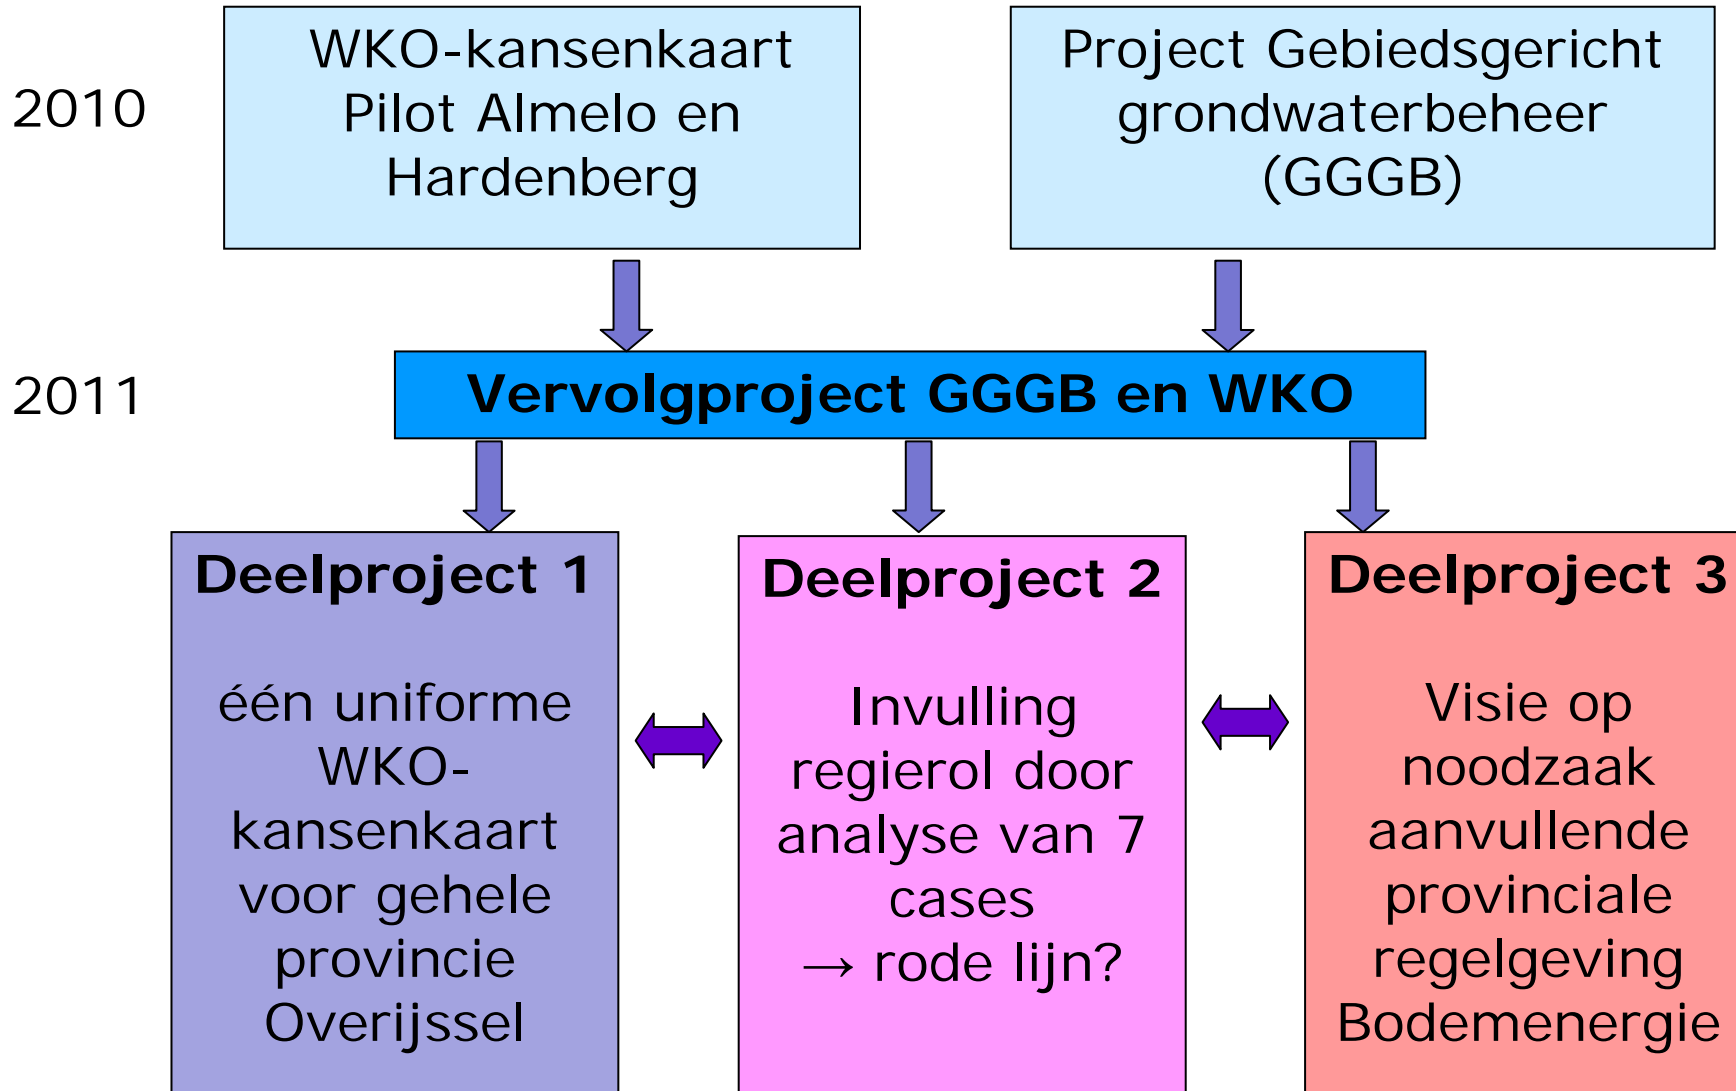 2010
WKO-kansenkaart
Pilot Almelo en
Hardenberg
Project Gebiedsgericht
grondwaterbeheer
(GGGB)
2011
Vervolgproject GGGB en WKO
Deelproject 1
één uniforme
WKO-
kansenkaart
voor gehele
provincie
Overijssel
Deelproject 2
Invulling
regierol door
analyse van 7
cases
→ rode lijn?
Deelproject 3
Visie op
noodzaak
aanvullende
provinciale
regelgeving
Bodemenergie